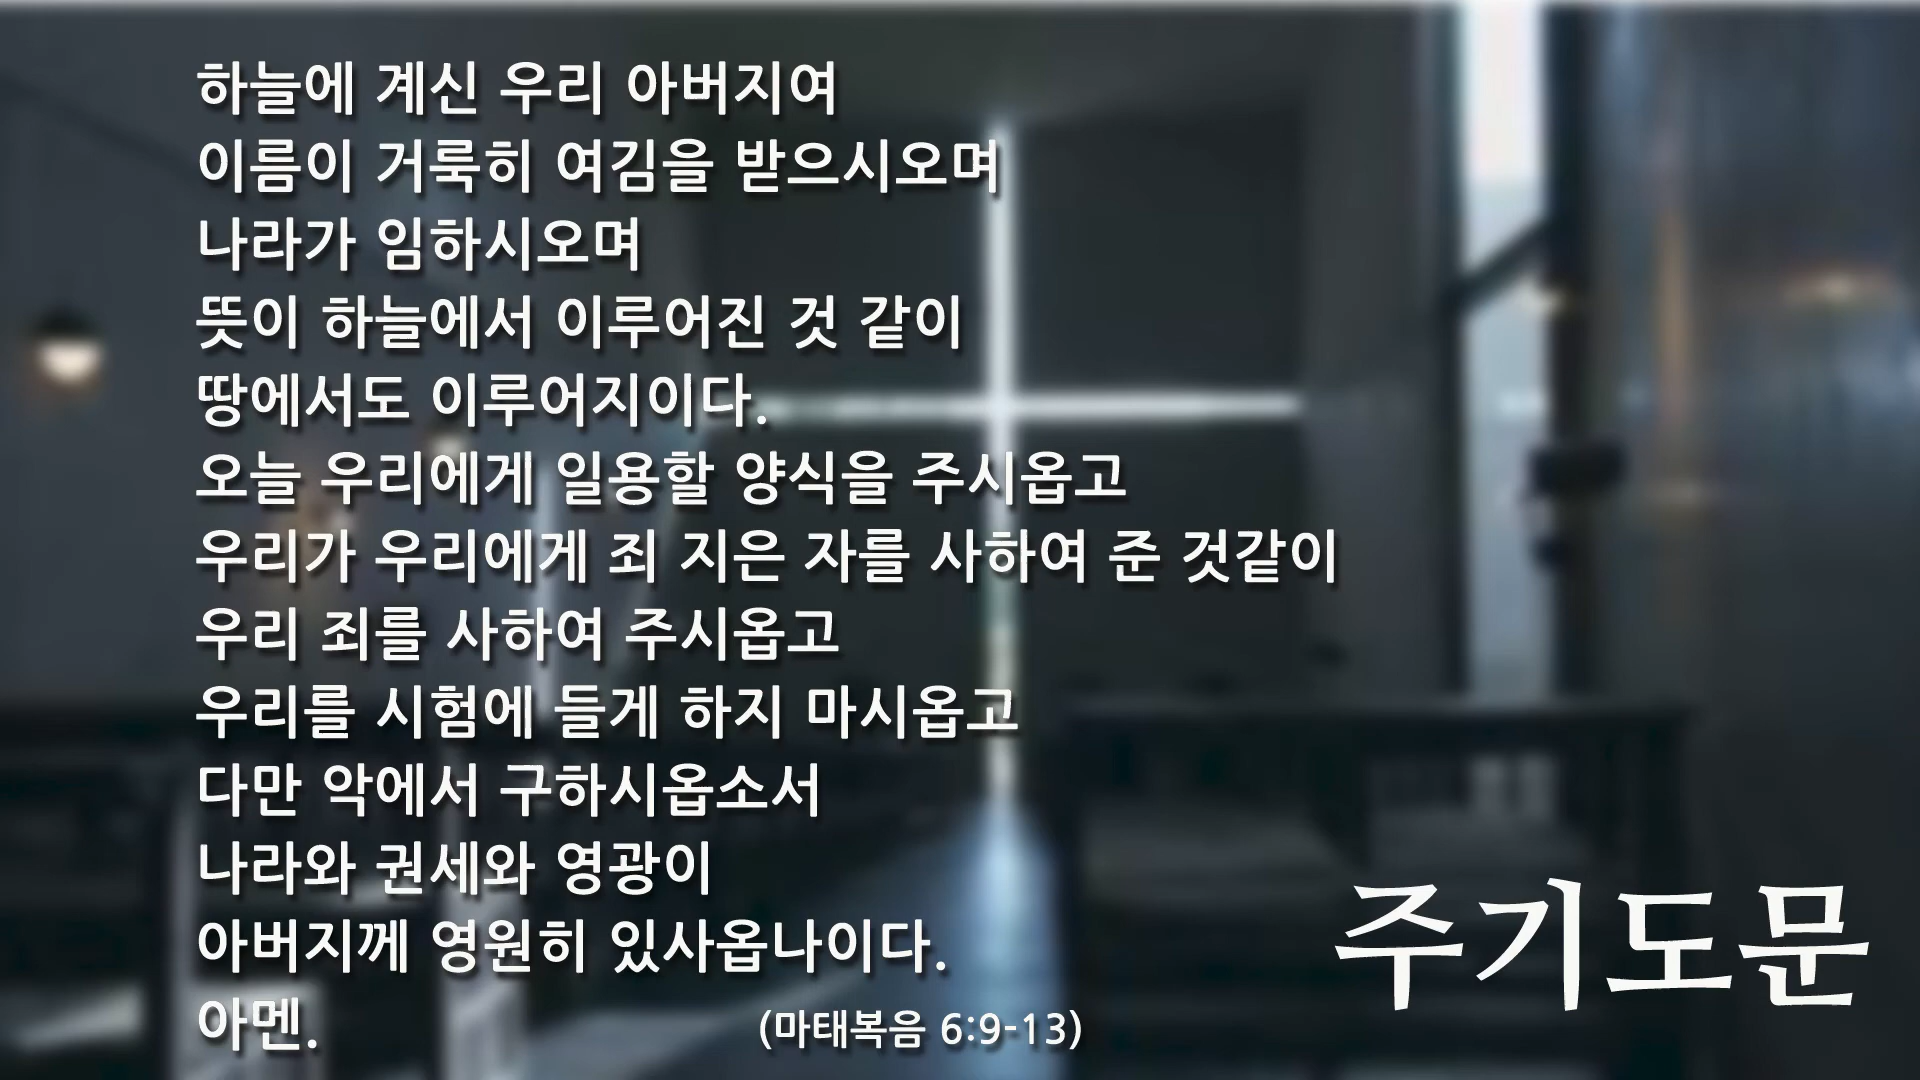 하늘에 계신 우리 아버지여
이름이 거룩히 여김을 받으시오며
나라가 임하시오며
뜻이 하늘에서 이루어진 것 같이
땅에서도 이루어지이다.
오늘 우리에게 일용할 양식을 주시옵고
우리가 우리에게 죄 지은 자를 사하여 준 것같이
우리 죄를 사하여 주시옵고
우리를 시험에 들게 하지 마시옵고
다만 악에서 구하시옵소서
나라와 권세와 영광이
아버지께 영원히 있사옵나이다.
아멘.
(마태복음 6:9-13)
주기도문